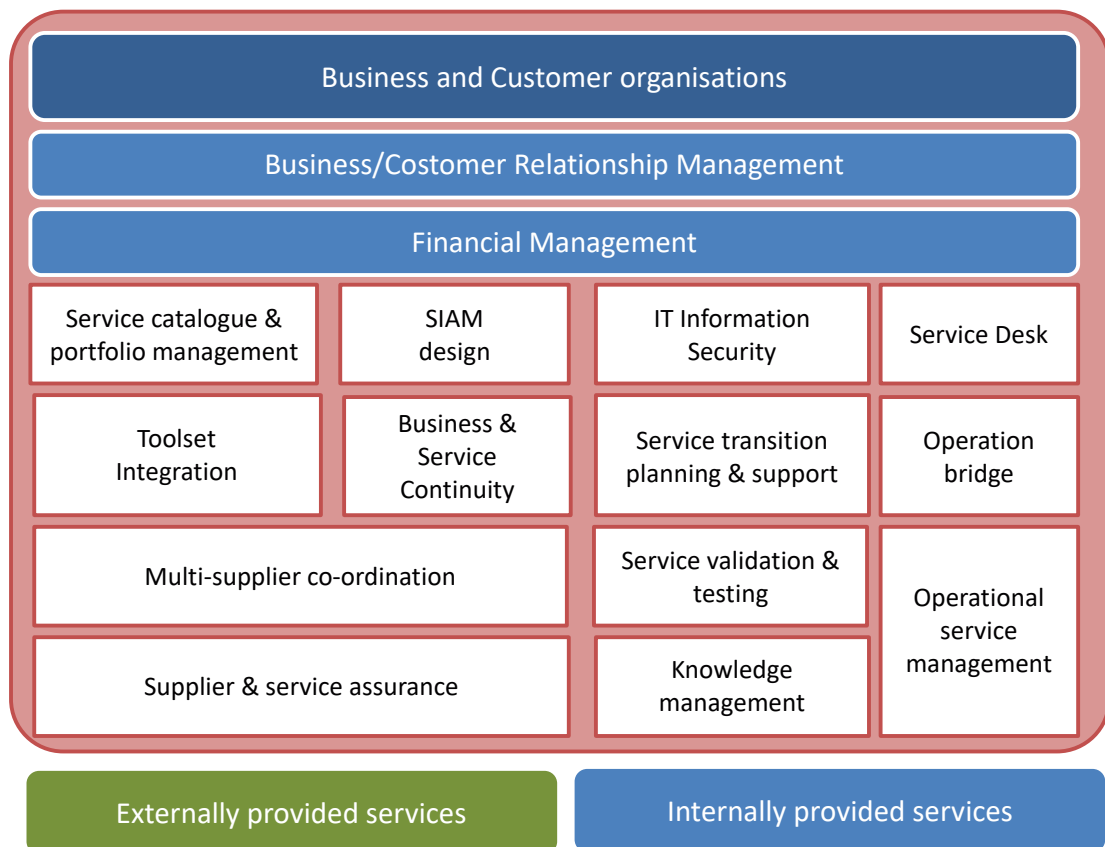 Business and Customer organisations
Business/Costomer Relationship Management
Financial Management
Service catalogue &
portfolio management
SIAM
design
IT Information
Security
Service Desk
Toolset
Integration
Business &
Service
Continuity
Service transition
planning & support
Operation
bridge
Multi-supplier co-ordination
Service validation &
testing
Operational
service
management
Supplier & service assurance
Knowledge
management
Externally provided services
Internally provided services